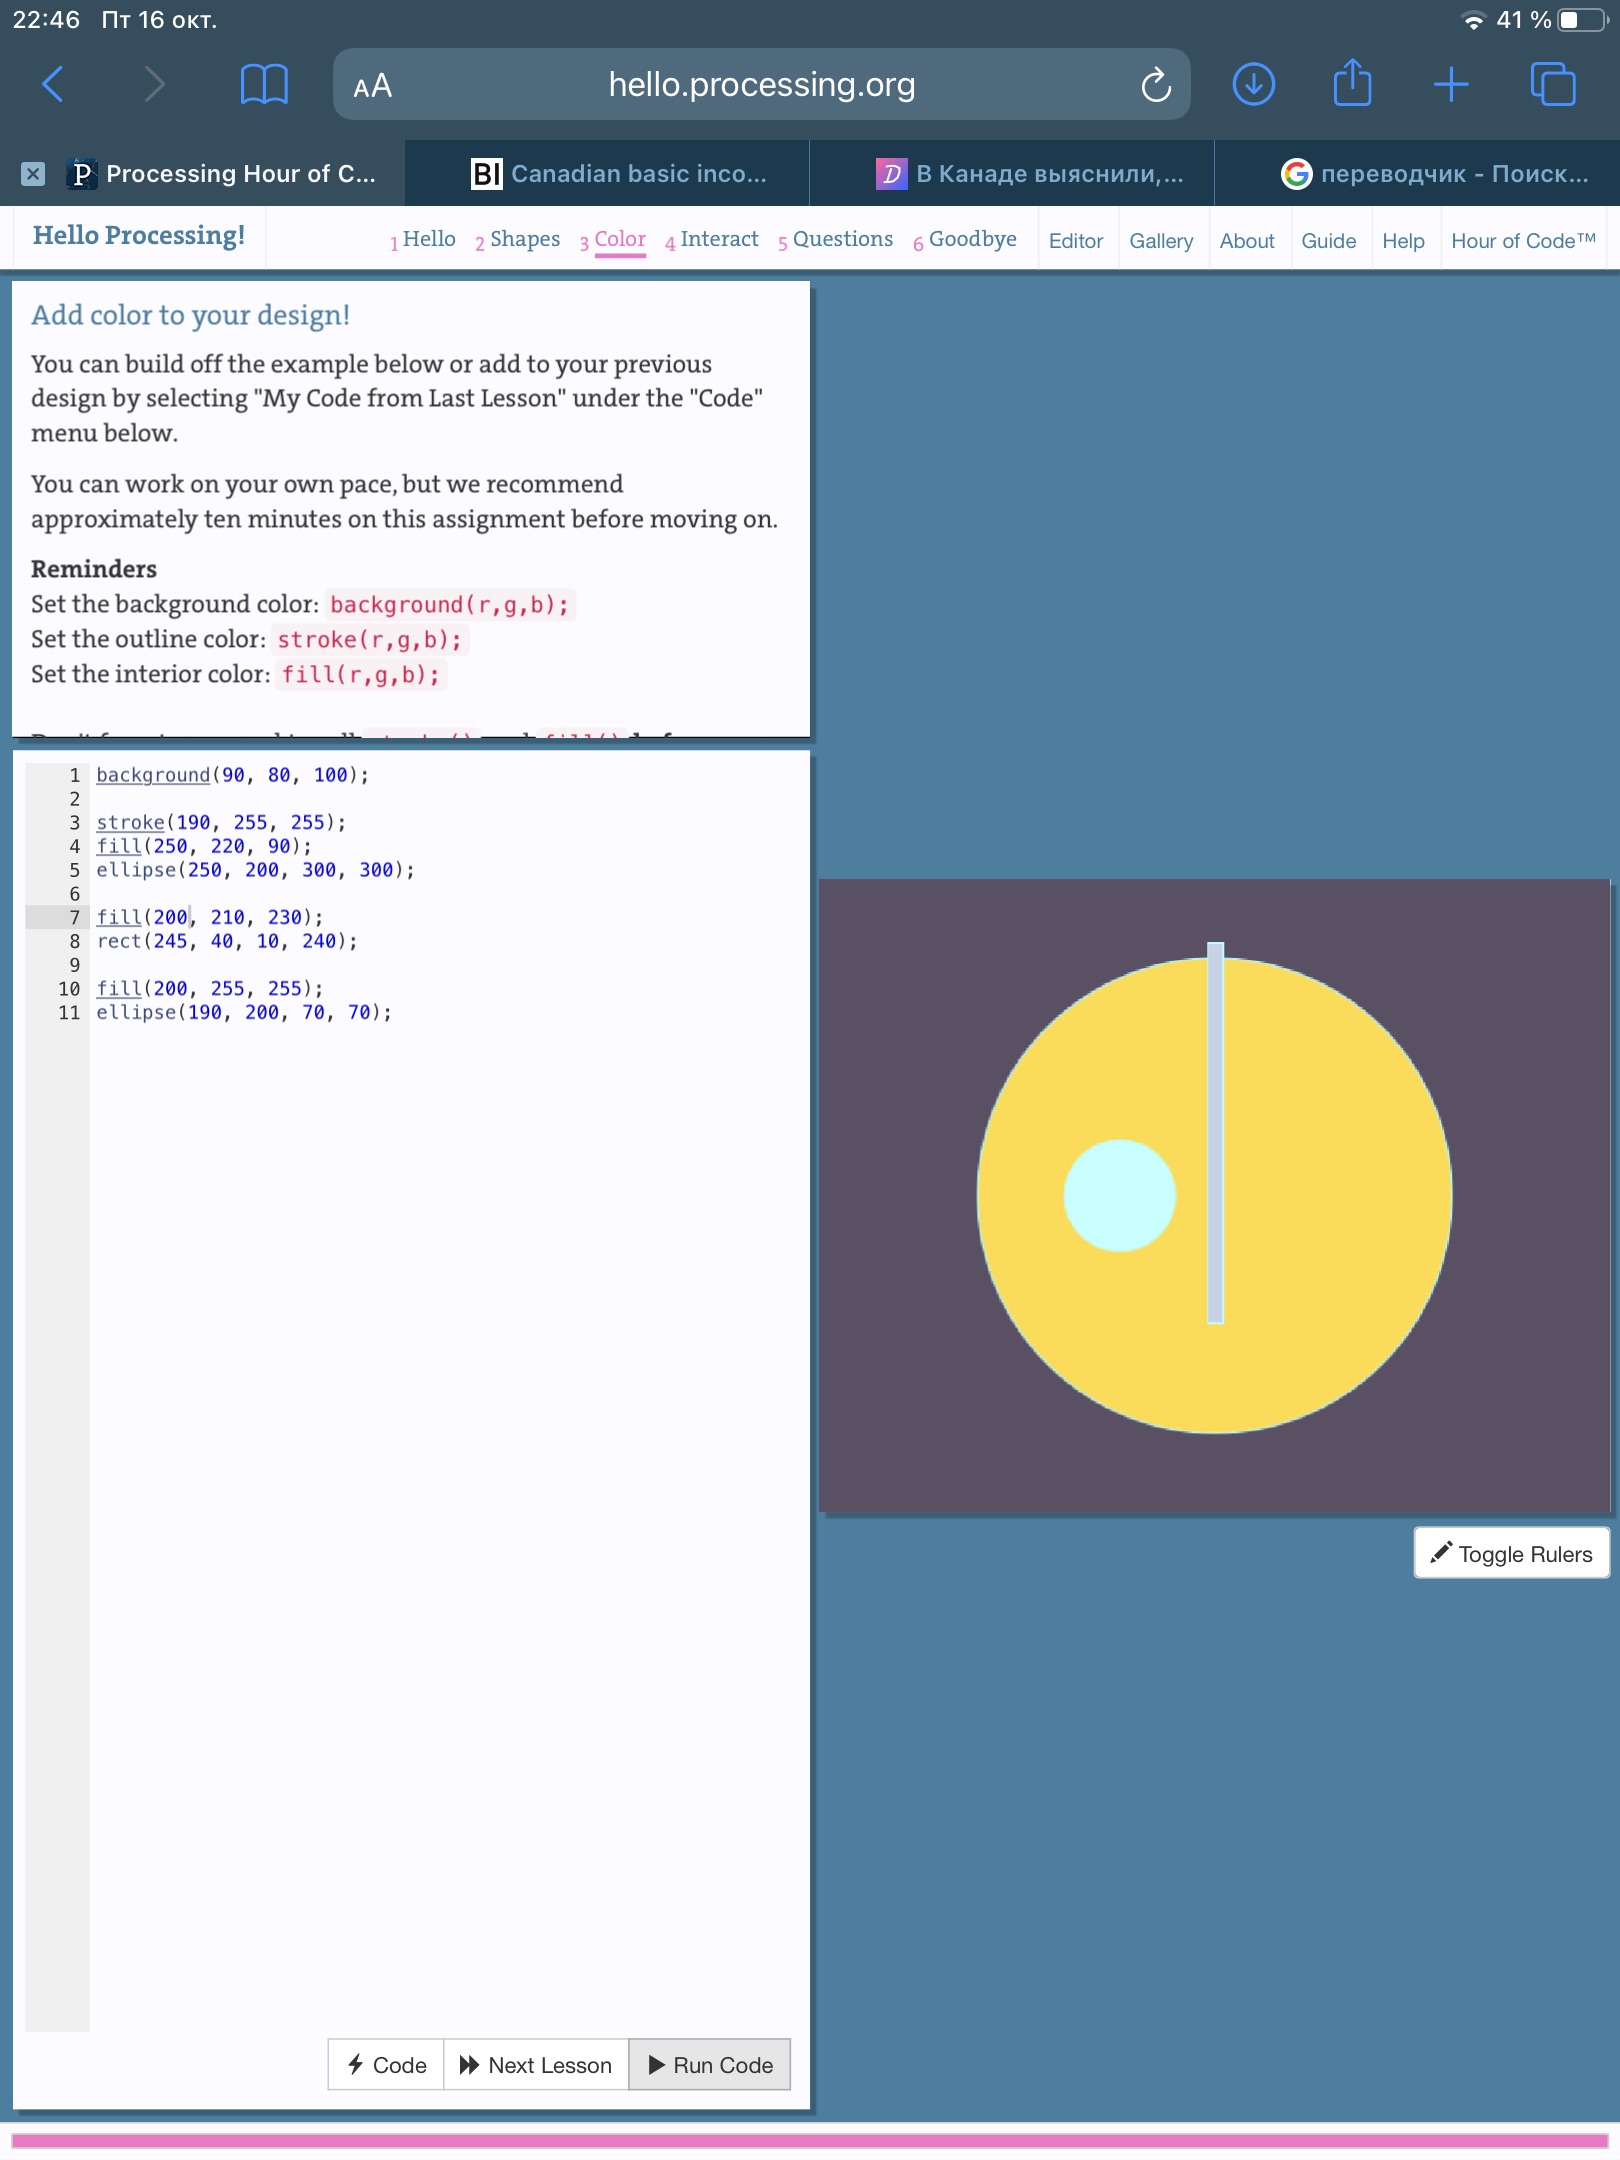 22:46 Пт 16 окт.
41 %
AA hello.processing.org
P Processing Hour of C...
BI Canadian basic inco...
D В Канаде выяснили,...
G переводчик - Поиск...
Hello Processing!
1 Hello 2 Shapes 3 Color 4 Interact 5 Questions 6 Goodbye
Editor Gallery About Guide Help Hour of Code™
Add color to your design!
You can build off the example below or add to your previous
design by selecting "My Code from Last Lesson" under the "Code"
menu below.
You can work on your own pace, but we recommend
approximately ten minutes on this assignment before moving on.
Reminders
Set the background color: background(r,g,b);
Set the outline color: stroke(r,g,b);
Set the interior color: fill(r,g,b);
1 background(90, 80, 100);
2
3 stroke(190, 255, 255);
4 fill(250, 220, 90);
5 ellipse(250, 200, 300, 300);
6
7 fill(200, 210, 230);
8 rect(245, 40, 10, 240);
9
10 fill(200, 255, 255);
11 ellipse(190, 200, 70, 70);
Toggle Rulers
Code Next Lesson Run Code